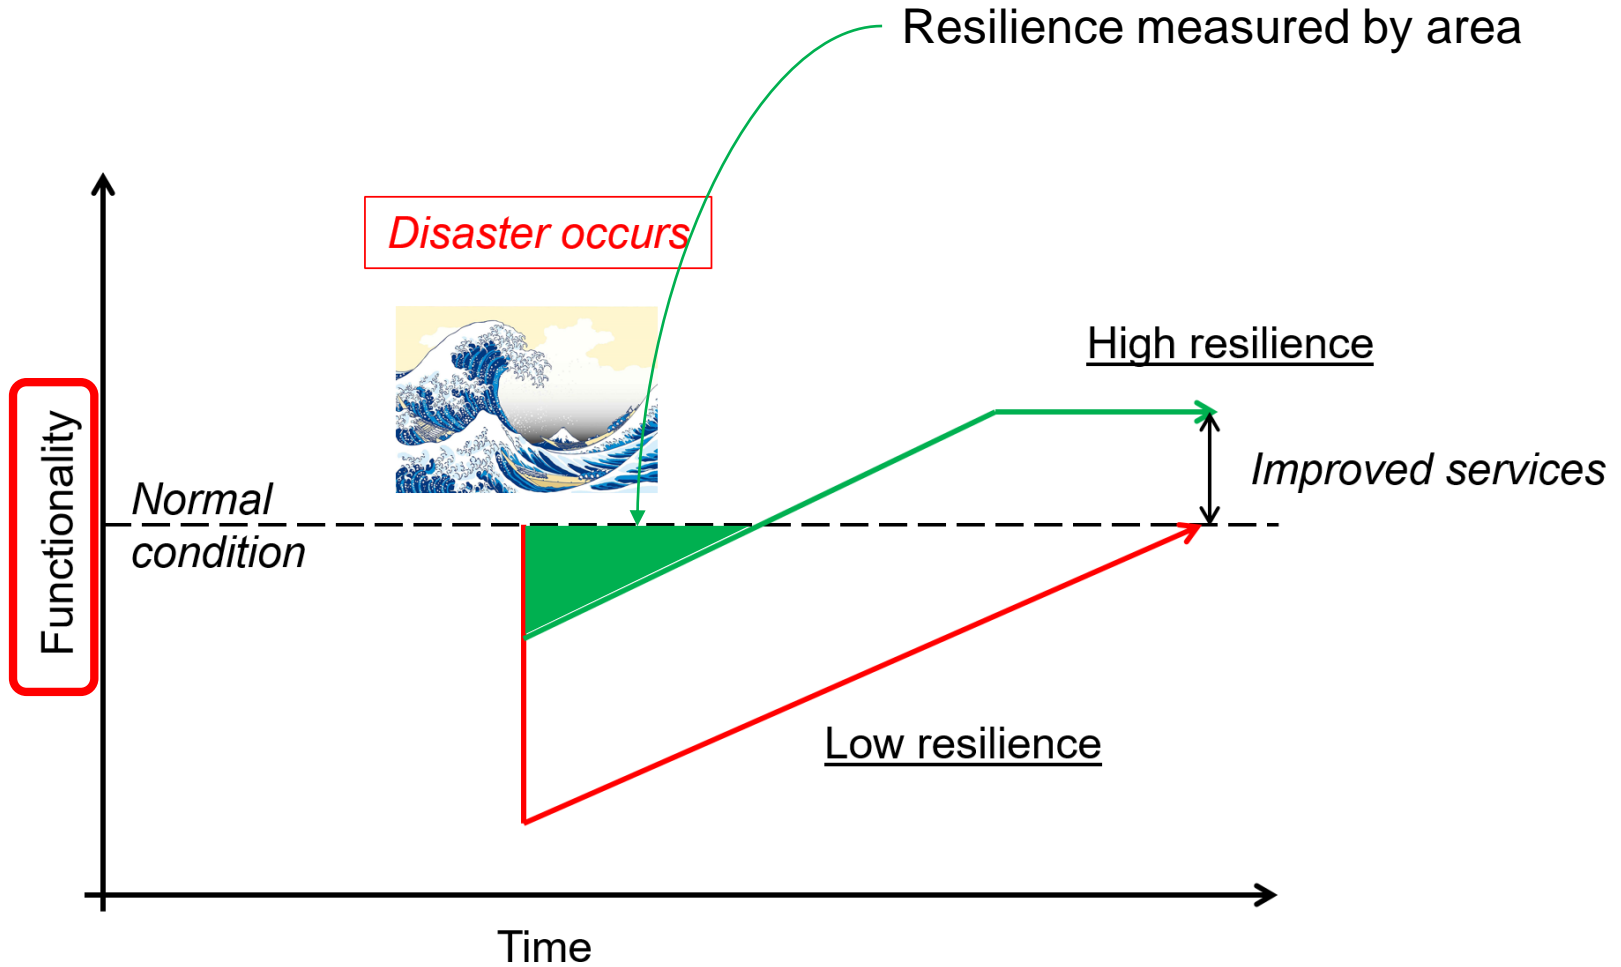 Resilience measured by area
Disaster occurs
High resilience
Improved services
Functionality
Normal
condition
Low resilience
Time